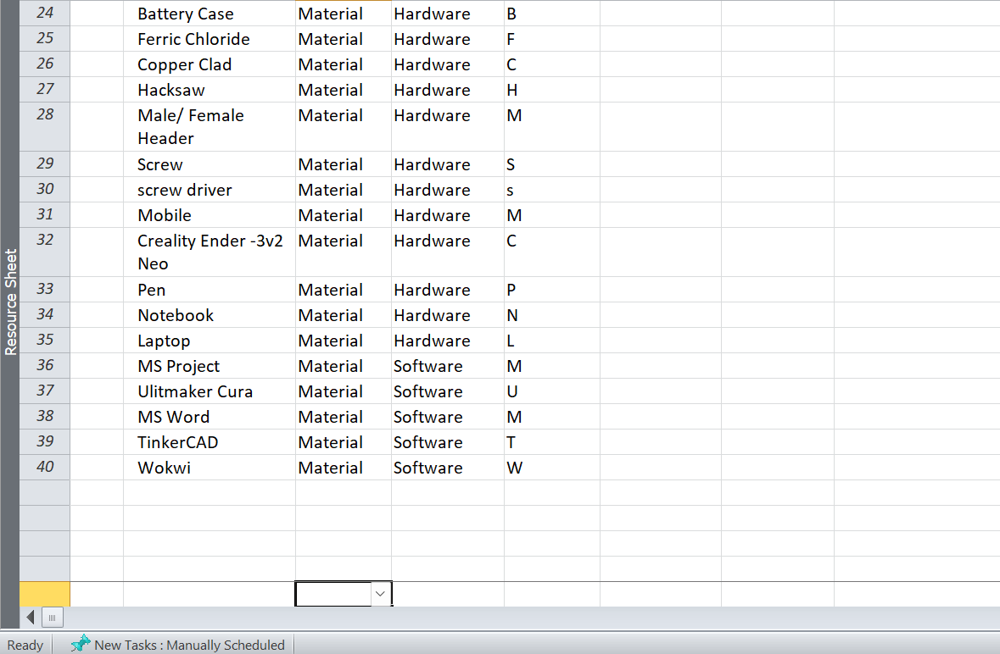 24 Battery Case Material Hardware B
25 Ferric Chloride Material Hardware F
26 Copper Clad Material Hardware C
27 Hacksaw Material Hardware H
28 Male/ Female Material Hardware M
Header
29 Screw Material Hardware S
30 screw driver Material Hardware s
31 Mobile Material Hardware M
32 Creality Ender -3v2 Material Hardware C
Neo
33 Pen Material Hardware P
34 Notebook Material Hardware N
35 Laptop Material Hardware L
36 MS Project Material Software M
37 Ulitmaker Cura Material Software U
38 MS Word Material Software M
39 TinkerCAD Material Software T
40 Wokwi Material Software W
Resource Sheet
Ready New Tasks : Manually Scheduled